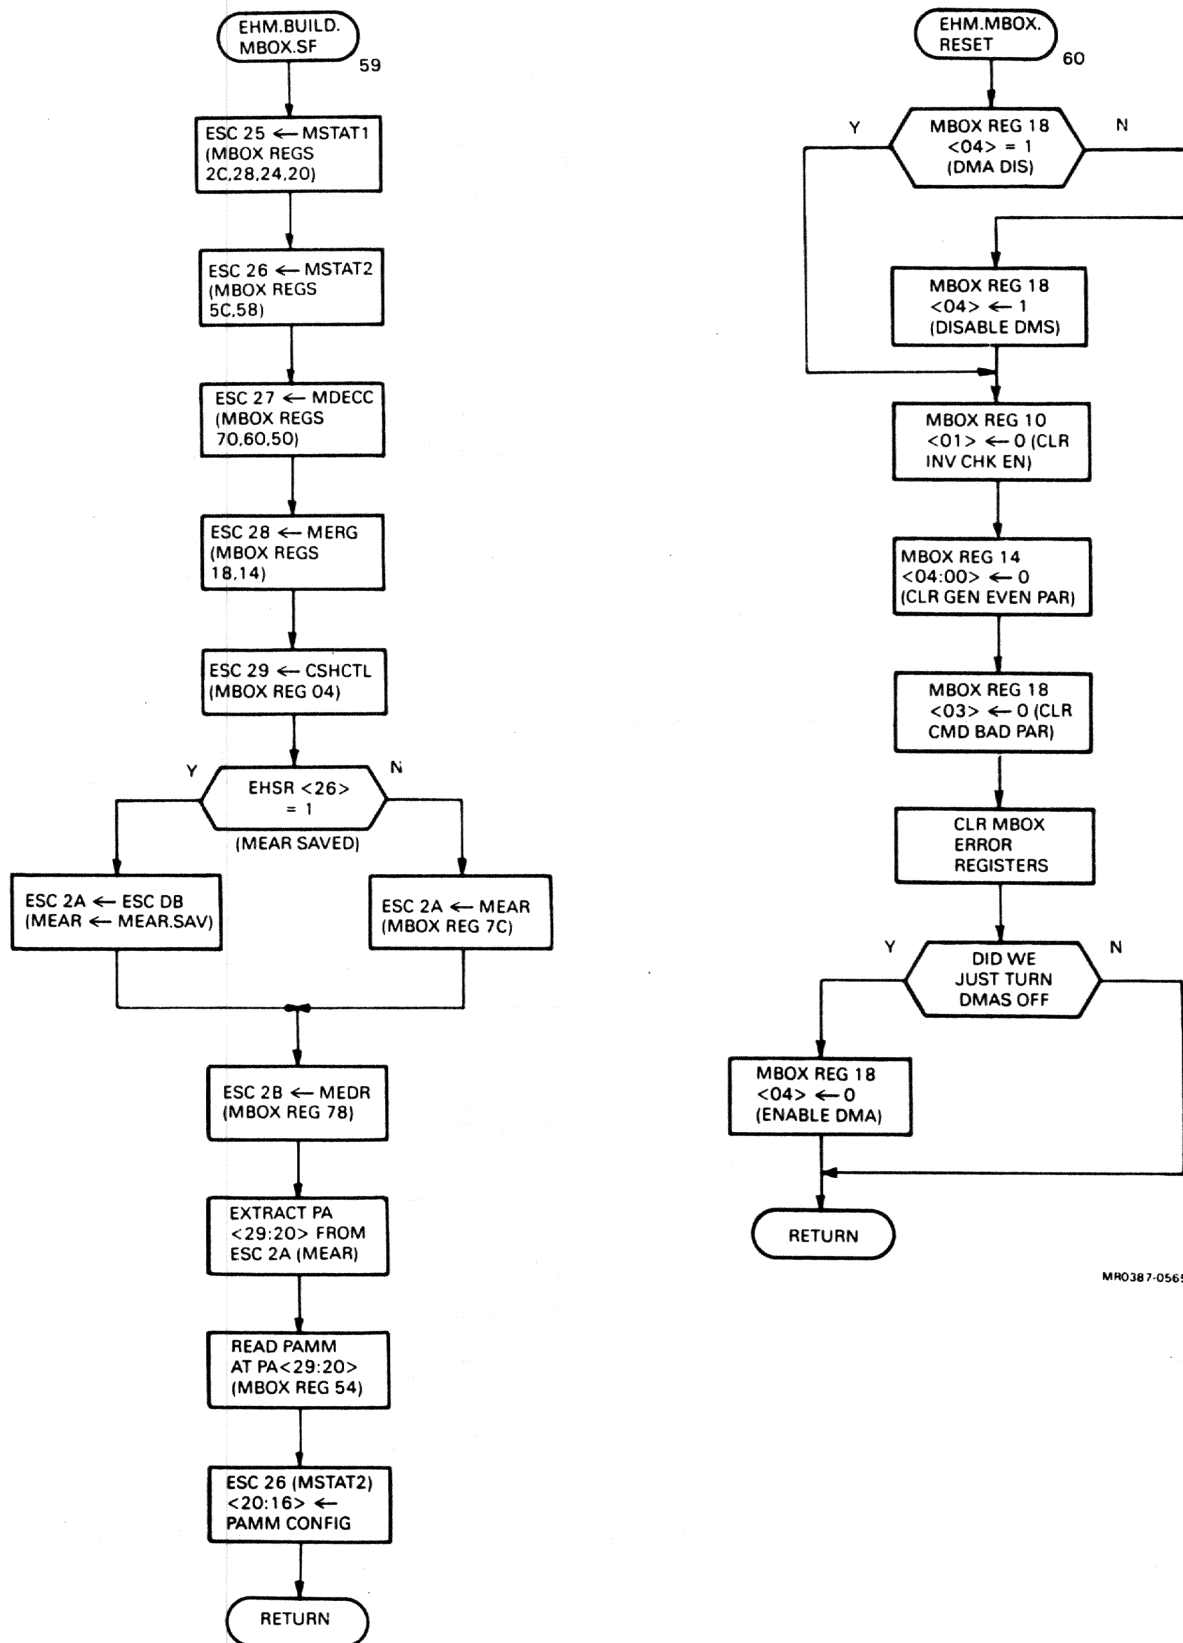 EHM.BUILD.
MBOX.SF
59
ESC 25 ← MSTAT1
(MBOX REGS
2C,28,24,20)
ESC 26 ← MSTAT2
(MBOX REGS
5C,58)
ESC 27 ← MDECC
(MBOX REGS
70,60,50)
ESC 28 ← MERG
(MBOX REGS
18,14)
ESC 29 ← CSHCTL
(MBOX REG 04)
Y
N
EHSR <26>
= 1
(MEAR SAVED)
ESC 2A ← ESC DB
(MEAR ← MEAR.SAV)
ESC 2A ← MEAR
(MBOX REG 7C)
ESC 2B ← MEDR
(MBOX REG 78)
EXTRACT PA
<29:20> FROM
ESC 2A (MEAR)
READ PAMM
AT PA<29:20>
(MBOX REG 54)
ESC 26 (MSTAT2)
<20:16> ←
PAMM CONFIG
RETURN
EHM.MBOX.
RESET
60
Y
N
MBOX REG 18
<04> = 1
(DMA DIS)
MBOX REG 18
<04> ← 1
(DISABLE DMS)
MBOX REG 10
<01> ← 0 (CLR
INV CHK EN)
MBOX REG 14
<04:00> ← 0
(CLR GEN EVEN PAR)
MBOX REG 18
<03> ← 0 (CLR
CMD BAD PAR)
CLR MBOX
ERROR
REGISTERS
Y
N
DID WE
JUST TURN
DMAS OFF
MBOX REG 18
<04> ← 0
(ENABLE DMA)
RETURN
MR0387-0565